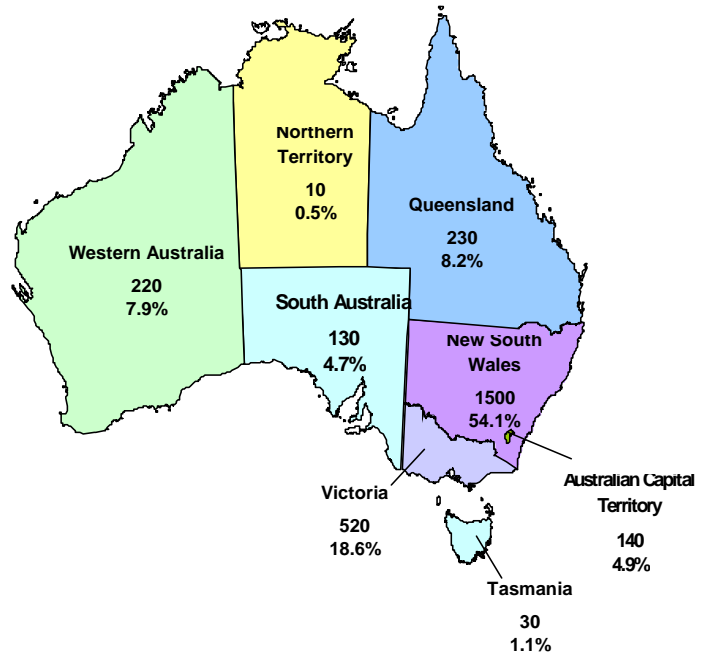 Northern
Territory
10
0.5%
Queensland
230
8.2%
Western Australia
220
7.9%
South Australia
130
4.7%
New South
Wales
1500
54.1%
Victoria
520
18.6%
Australian Capital
Territory
140
4.9%
Tasmania
30
1.1%